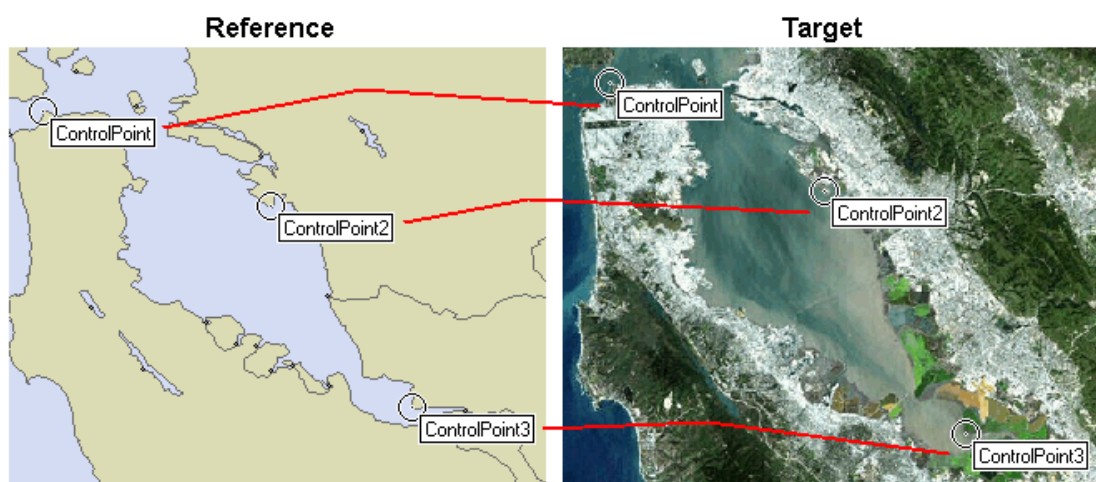 Reference
Target
ControlPoint
ControlPoint
ControlPoint2
ControlPoint2
ControlPoint3
ControlPoint3